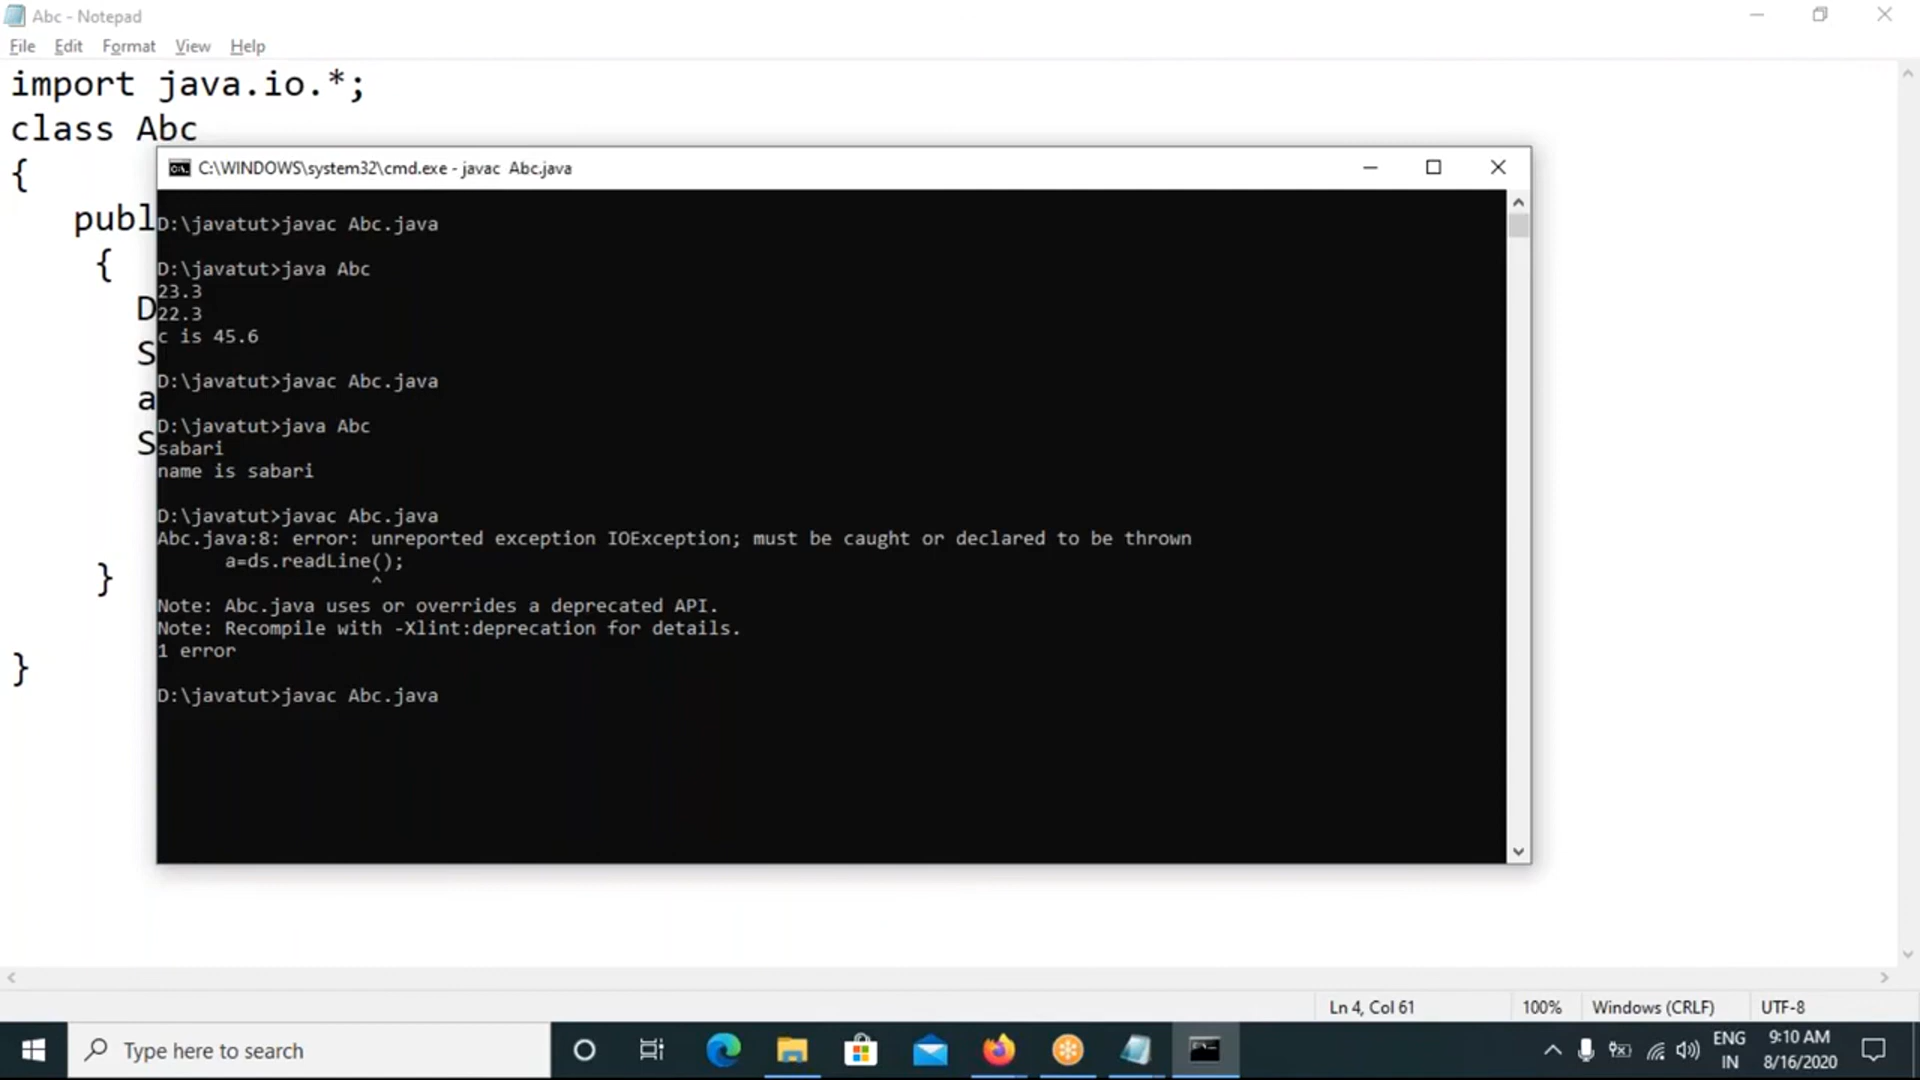 Abc - Notepad
File Edit Format View Help
import java.io.*;
class Abc
{
publ
{
D
S
a
S
}
}
C:\WINDOWS\system32\cmd.exe - javac  Abc.java
D:\javatut>javac Abc.java
D:\javatut>java Abc
23.3
22.3
c is 45.6
D:\javatut>javac Abc.java
D:\javatut>java Abc
sabari
name is sabari
D:\javatut>javac Abc.java
Abc.java:8: error: unreported exception IOException; must be caught or declared to be thrown
a=ds.readLine();
^
Note: Abc.java uses or overrides a deprecated API.
Note: Recompile with -Xlint:deprecation for details.
1 error
D:\javatut>javac Abc.java
Ln 4, Col 61 100% Windows (CRLF) UTF-8
Type here to search
ENG 9:10 AM
IN 8/16/2020